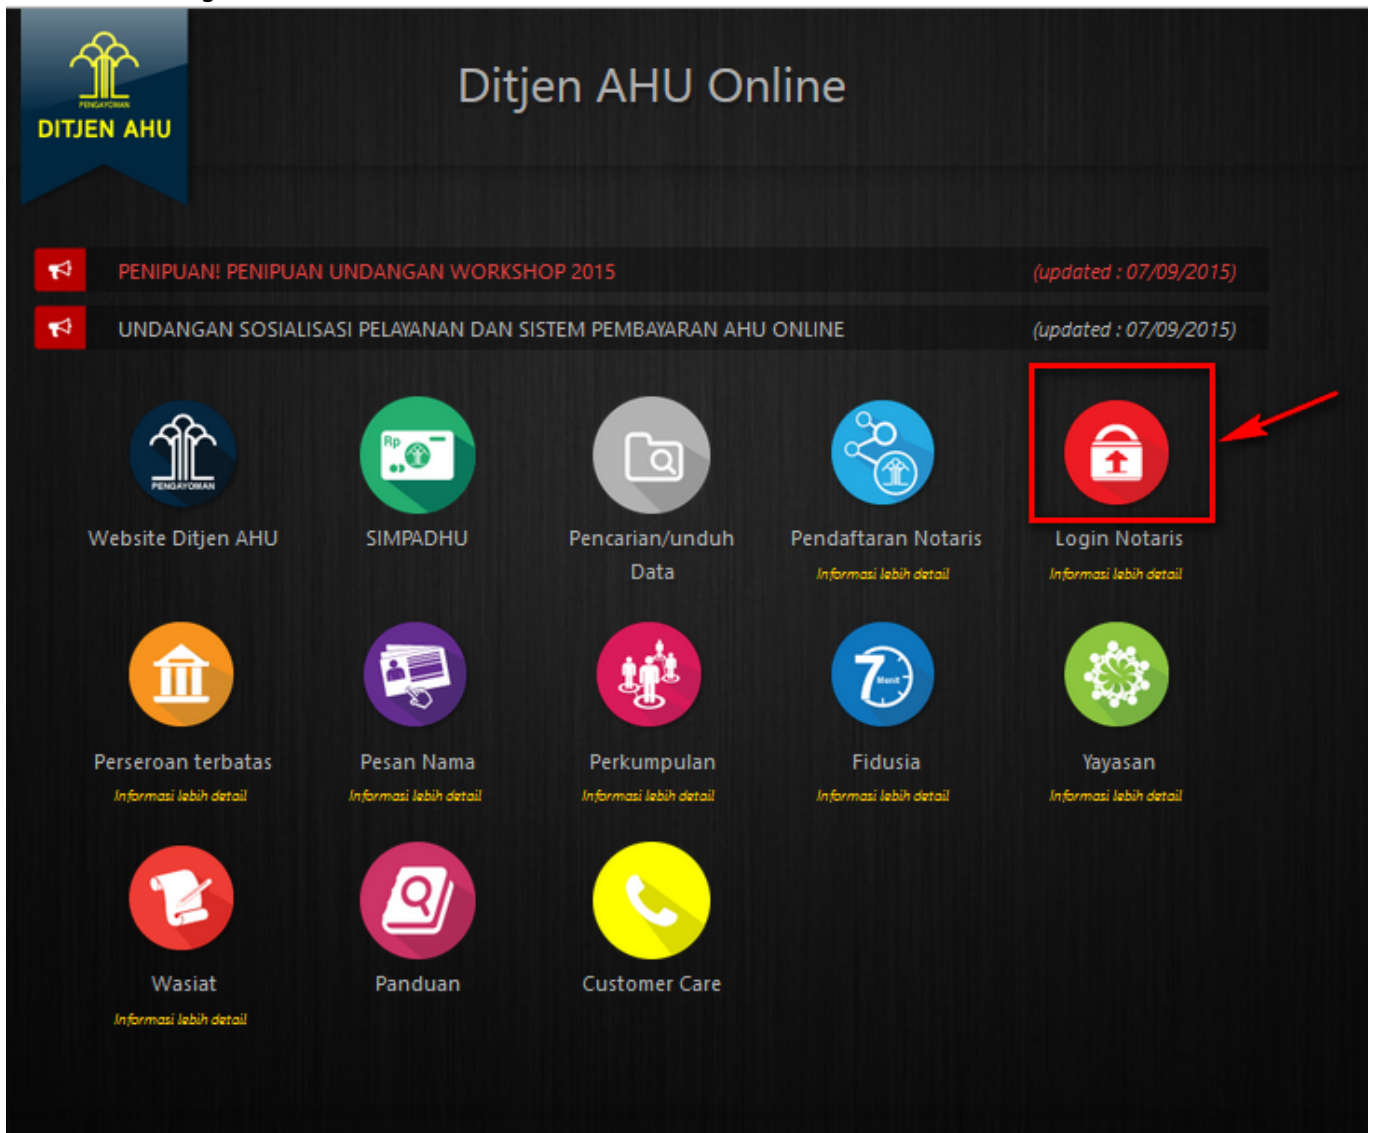 PENGAYOMAN
DITJEN AHU
Ditjen AHU Online
PENIPUAN! PENIPUAN UNDANGAN WORKSHOP 2015 (updated : 07/09/2015)
UNDANGAN SOSIALISASI PELAYANAN DAN SISTEM PEMBAYARAN AHU ONLINE (updated : 07/09/2015)
PENGAYOMAN
Rp
Website Ditjen AHU
SIMPADHU
Pencarian/unduh
Data
Pendaftaran Notaris
Informasi lebih detail
Login Notaris
Informasi lebih detail
7 Menit
Perseroan terbatas
Informasi lebih detail
Pesan Nama
Informasi lebih detail
Perkumpulan
Informasi lebih detail
Fidusia
Informasi lebih detail
Yayasan
Informasi lebih detail
Wasiat
Informasi lebih detail
Panduan
Customer Care